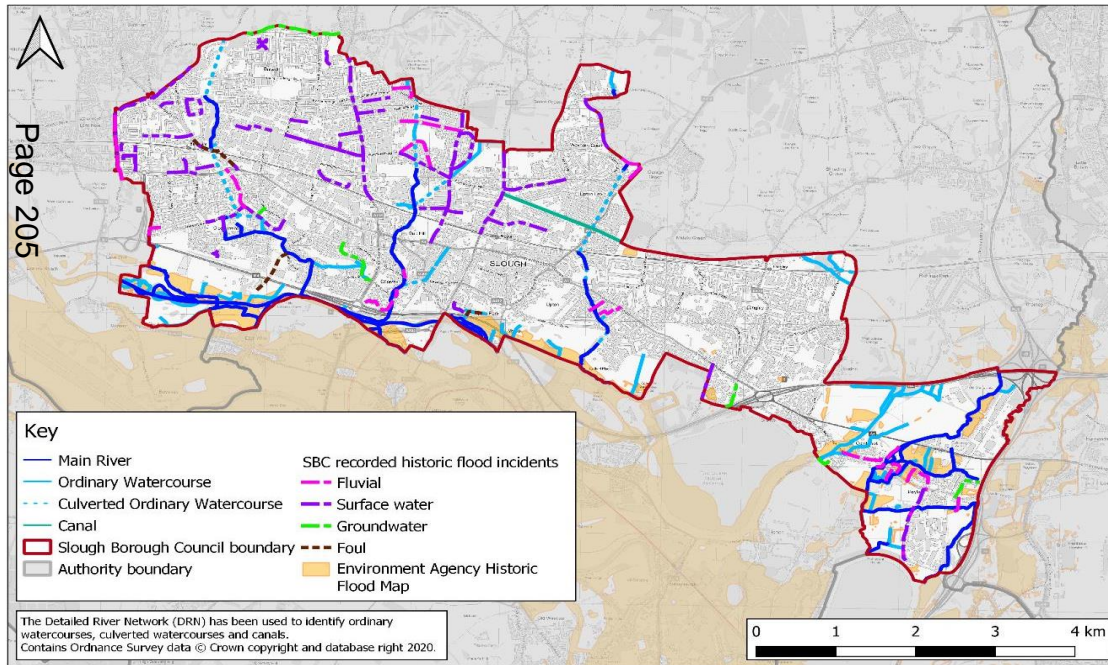 Page 205
SLOUGH
Key
Main River
Ordinary Watercourse
Culverted Ordinary Watercourse
Canal
Slough Borough Council boundary
Authority boundary
SBC recorded historic flood incidents
Fluvial
Surface water
Groundwater
Foul
Environment Agency Historic
Flood Map
The Detailed River Network (DRN) has been used to identify ordinary
watercourses, culverted watercourses and canals.
Contains Ordnance Survey data © Crown copyright and database right 2020.
0 1 2 3 4 km